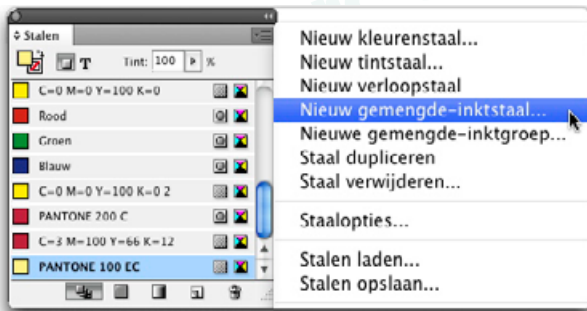 Stalen
T Tint: 100 %
C=0 M=0 Y=100 K=0
Rood
Groen
Blauw
C=0 M=0 Y=100 K=0 2
PANTONE 200 C
C=3 M=100 Y=66 K=12
PANTONE 100 EC
Nieuw kleurenstaal...
Nieuw tintstaal...
Nieuw verloopstaal
Nieuw gemengde-inktstaal...
Nieuwe gemengde-inktgroep...
Staal dupliceren
Staal verwijderen...
Staalopties...
Stalen laden...
Stalen opslaan...